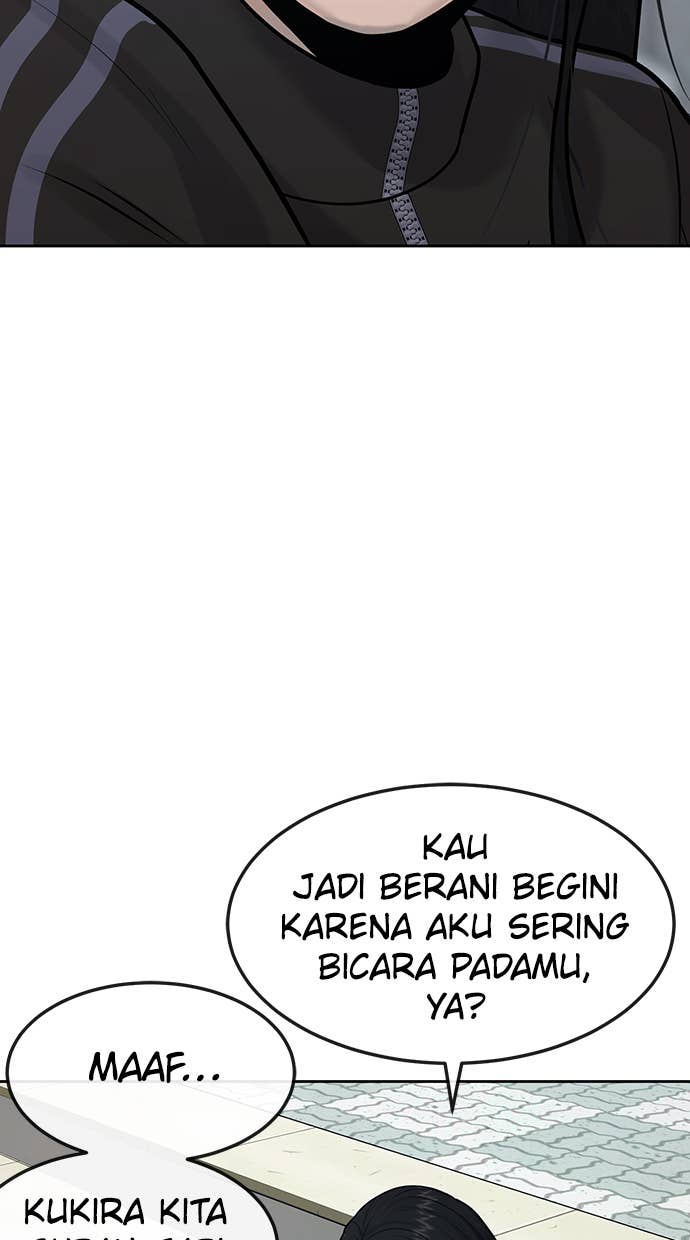 KAU
JADI BERANI BEGINI
KARENA AKU SERING
BICARA PADAMU,
YA?
MAAF...
KUKIRA KITA